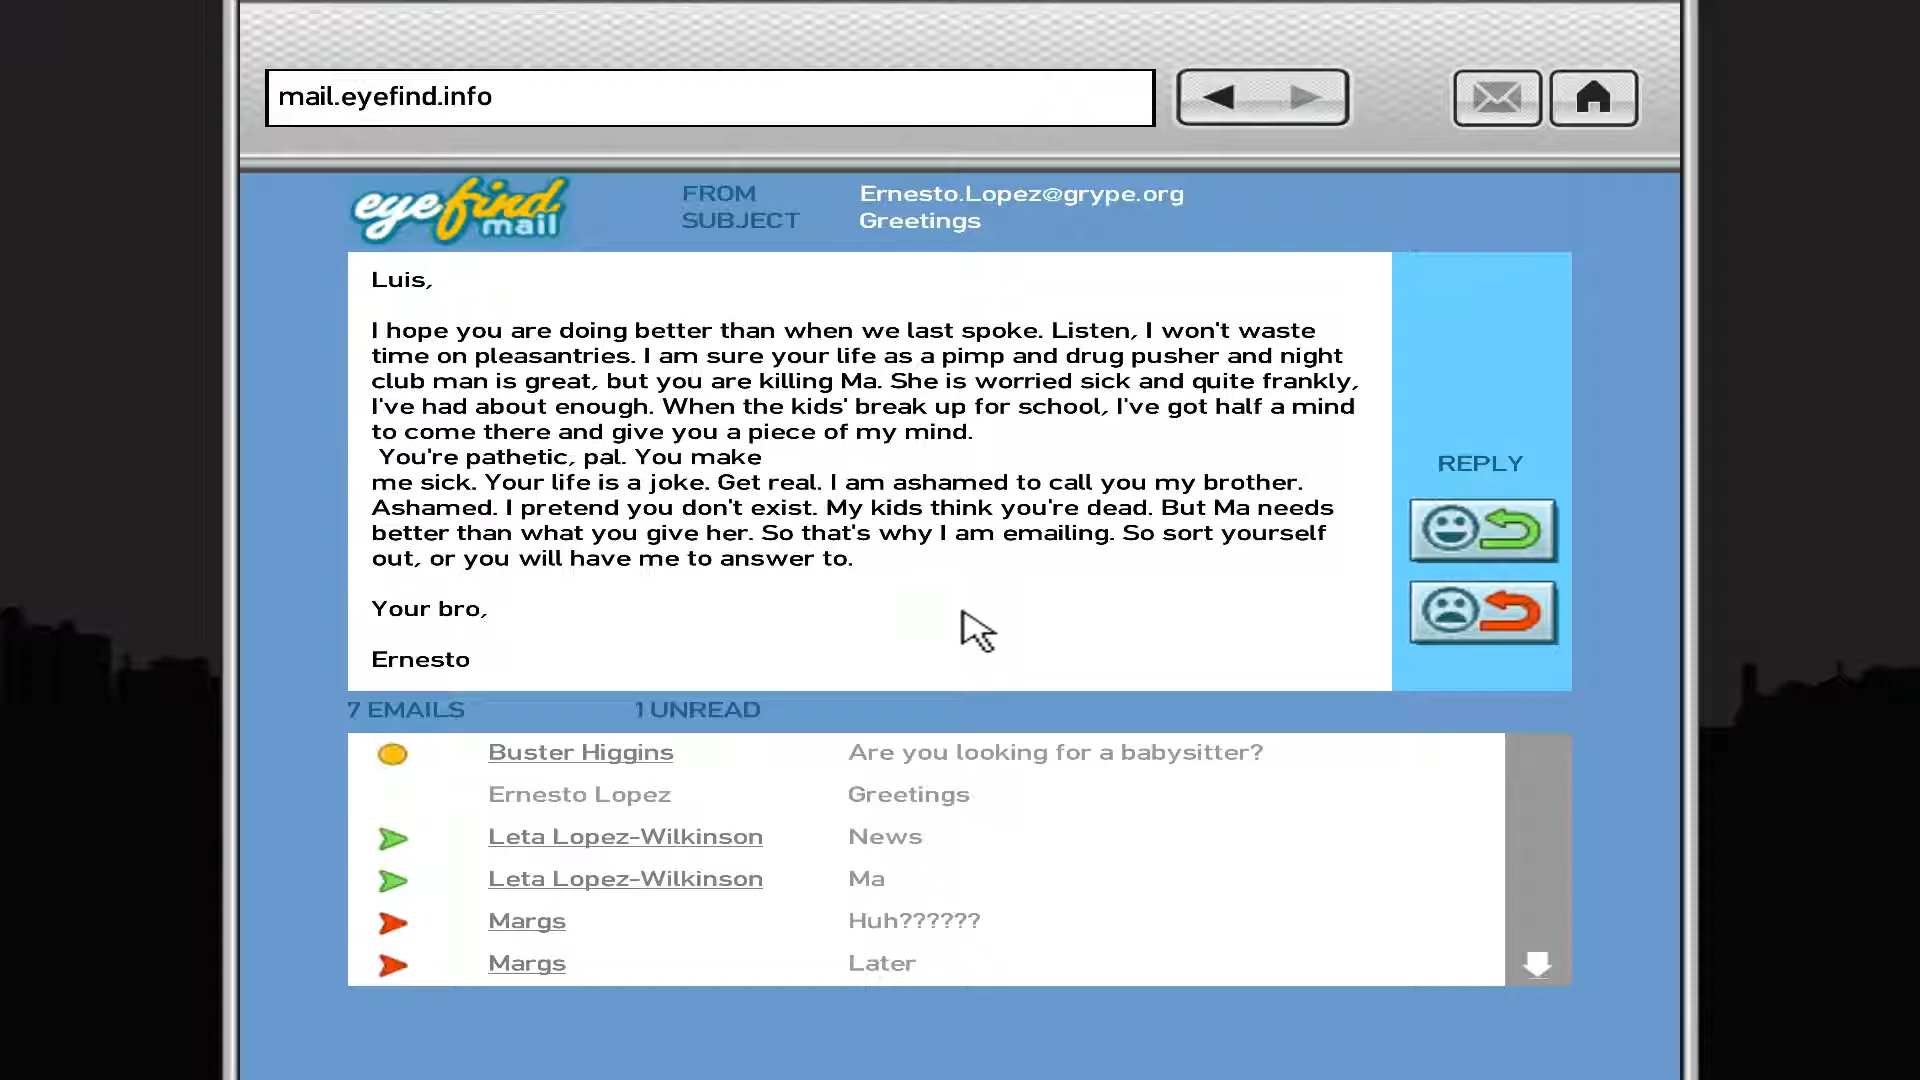 mail.eyefind.info
eyefind
mail
FROM Ernesto.Lopez@grype.org
SUBJECT Greetings
Luis,
I hope you are doing better than when we last spoke. Listen, I won't waste
time on pleasantries. I am sure your life as a pimp and drug pusher and night
club man is great, but you are killing Ma. She is worried sick and quite frankly,
I've had about enough. When the kids' break up for school, I've got half a mind
to come there and give you a piece of my mind.
You're pathetic, pal. You make
me sick. Your life is a joke. Get real. I am ashamed to call you my brother.
Ashamed. I pretend you don't exist. My kids think you're dead. But Ma needs
better than what you give her. So that's why I am emailing. So sort yourself
out, or you will have me to answer to.
Your bro,
Ernesto
REPLY
7 EMAILS 1 UNREAD
Buster Higgins Are you looking for a babysitter?
Ernesto Lopez Greetings
Leta Lopez-Wilkinson News
Leta Lopez-Wilkinson Ma
Margs Huh??????
Margs Later